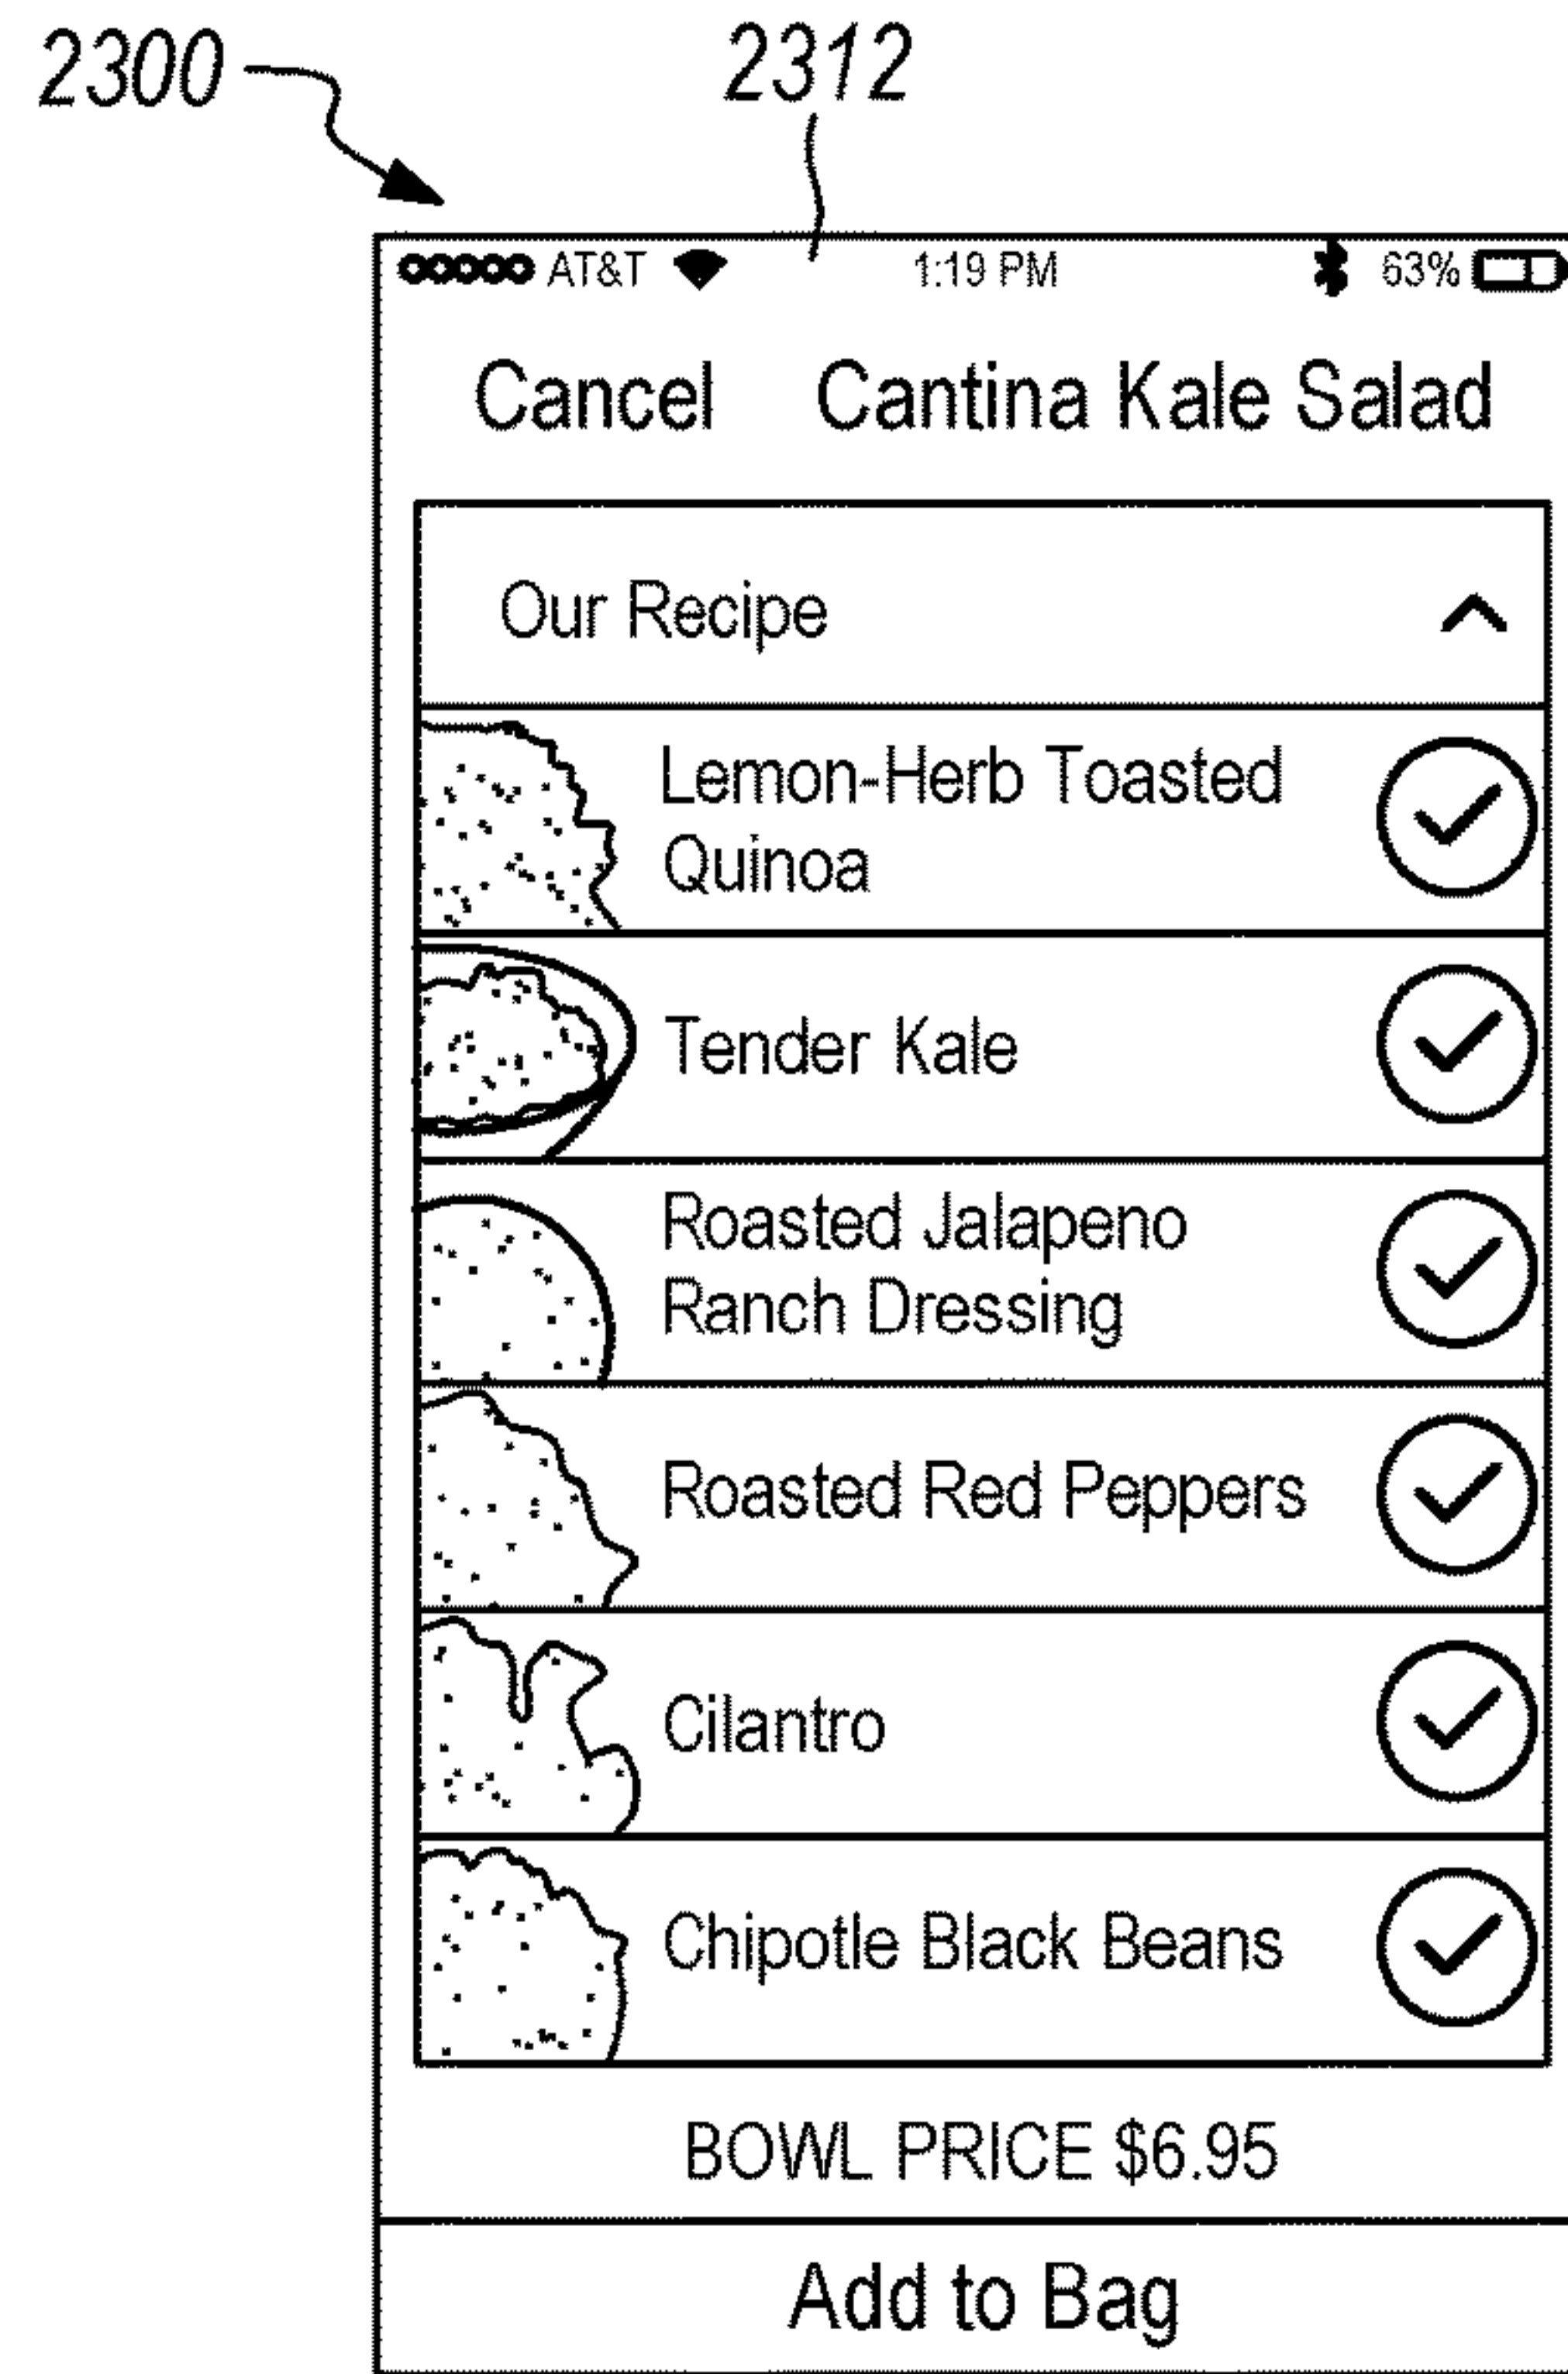 2300 2312
AT&T 1:19 PM 63%
Cancel Cantina Kale Salad
Our Recipe
Lemon-Herb Toasted
Quinoa
Tender Kale
Roasted Jalapeno
Ranch Dressing
Roasted Red Peppers
Cilantro
Chipotle Black Beans
BOWL PRICE $6.95
Add to Bag